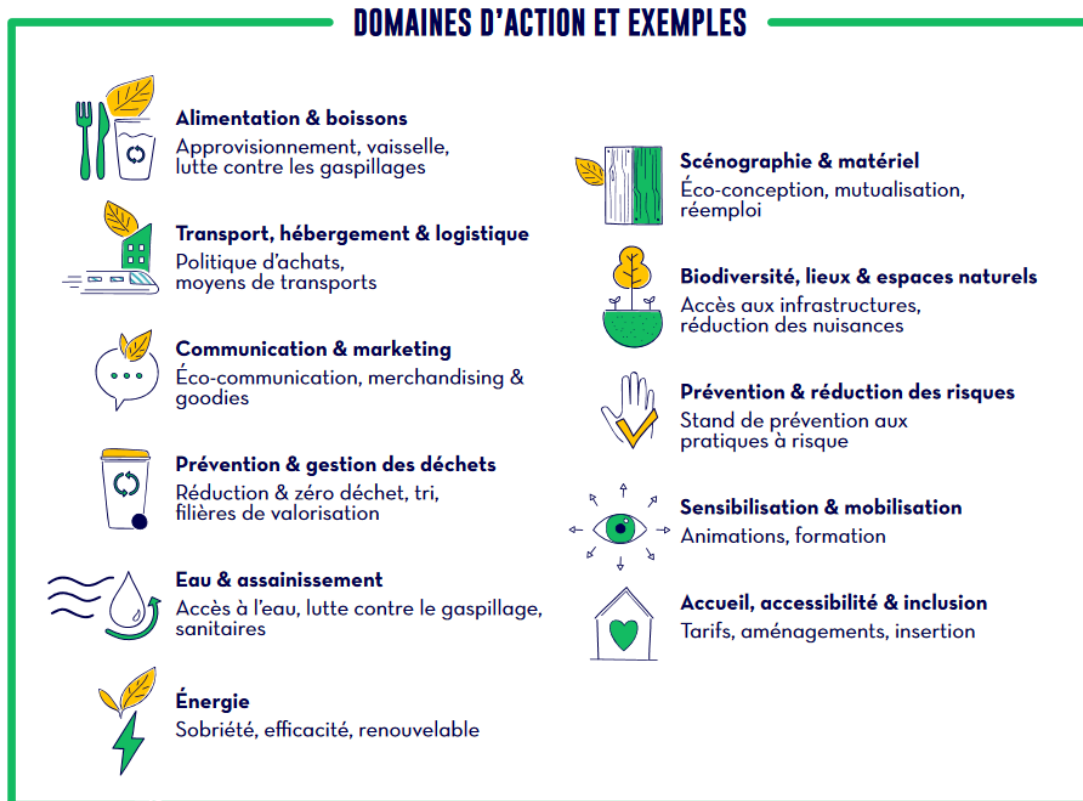 DOMAINES D'ACTION ET EXEMPLES
Alimentation & boissons
Approvisionnement, vaisselle,
lutte contre les gaspillages
Transport, hébergement & logistique
Politique d'achats,
moyens de transports
Communication & marketing
Éco-communication, merchandising &
goodies
Prévention & gestion des déchets
Réduction & zéro déchet, tri,
filières de valorisation
Eau & assainissement
Accès à l'eau, lutte contre le gaspillage,
sanitaires
Énergie
Sobriété, efficacité, renouvelable
Scénographie & matériel
Éco-conception, mutualisation,
réemploi
Biodiversité, lieux & espaces naturels
Accès aux infrastructures,
réduction des nuisances
Prévention & réduction des risques
Stand de prévention aux
pratiques à risque
Sensibilisation & mobilisation
Animations, formation
Accueil, accessibilité & inclusion
Tarifs, aménagements, insertion